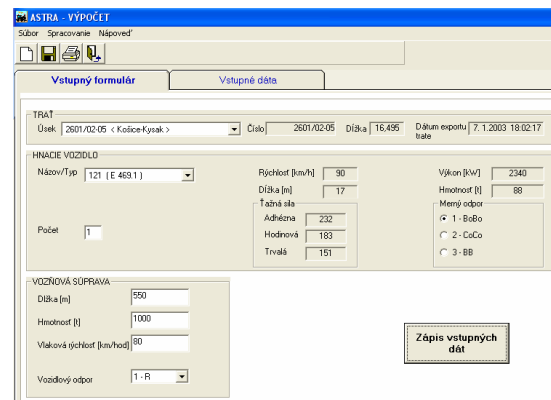 ASTRA - VÝPOČET
Súbor Spracovanie Nápoveď
Vstupný formulár Vstupné dáta
TRAŤ
Úsek 2601/02-05 < Košice-Kysak > Číslo 2601/02-05 Dĺžka 16,495 Dátum exportu trate 7. 1.2003 18:02:17
HNACIE VOZIDLO
Názov/Typ 121 ( E 469.1 ) Rýchlosť [km/h] 90 Výkon [kW] 2340
Dĺžka [m] 17 Hmotnosť [t] 88
Ťažná sila Merný odpor
Adhézna 232 1 - BoBo
Počet 1 Hodinová 183 2 - CoCo
Trvalá 151 3 - BB
VOZŇOVÁ SÚPRAVA
Dĺžka [m] 550
Hmotnosť [t] 1000
Vlaková rýchlosť [km/hod] 80
Vozidlový odpor 1 - R
Zápis vstupných
dát